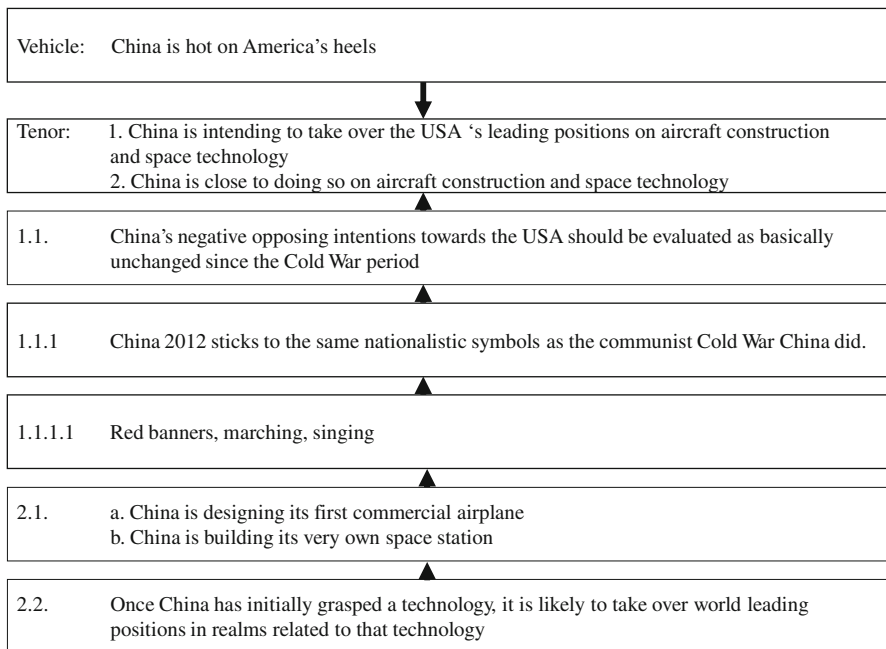 Vehicle: China is hot on America's heels
Tenor: 1. China is intending to take over the USA ‘s leading positions on aircraft construction
and space technology
2. China is close to doing so on aircraft construction and space technology
1.1. China's negative opposing intentions towards the USA should be evaluated as basically
unchanged since the Cold War period
1.1.1 China 2012 sticks to the same nationalistic symbols as the communist Cold War China did.
1.1.1.1 Red banners, marching, singing
2.1. a. China is designing its first commercial airplane
b. China is building its very own space station
2.2. Once China has initially grasped a technology, it is likely to take over world leading
positions in realms related to that technology